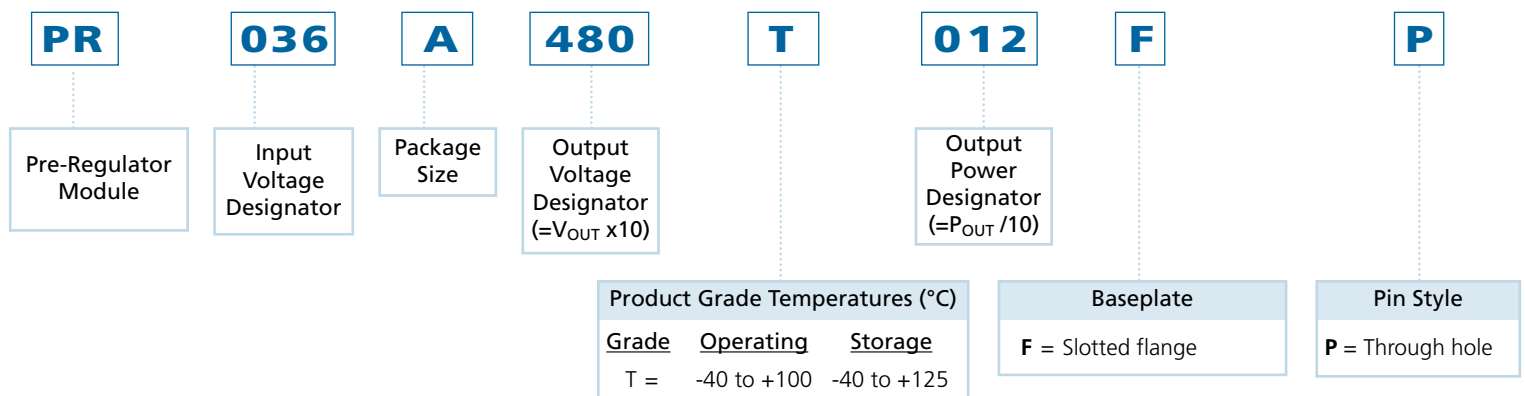 PR 036 A 480 T 012 F P
Pre-Regulator
Module
Input
Voltage
Designator
Package
Size
Output
Voltage
Designator
(=VOUT x10)
Output
Power
Designator
(=POUT /10)
Product Grade Temperatures (°C)
Grade Operating Storage
T = -40 to +100 -40 to +125
Baseplate
F = Slotted flange
Pin Style
P = Through hole